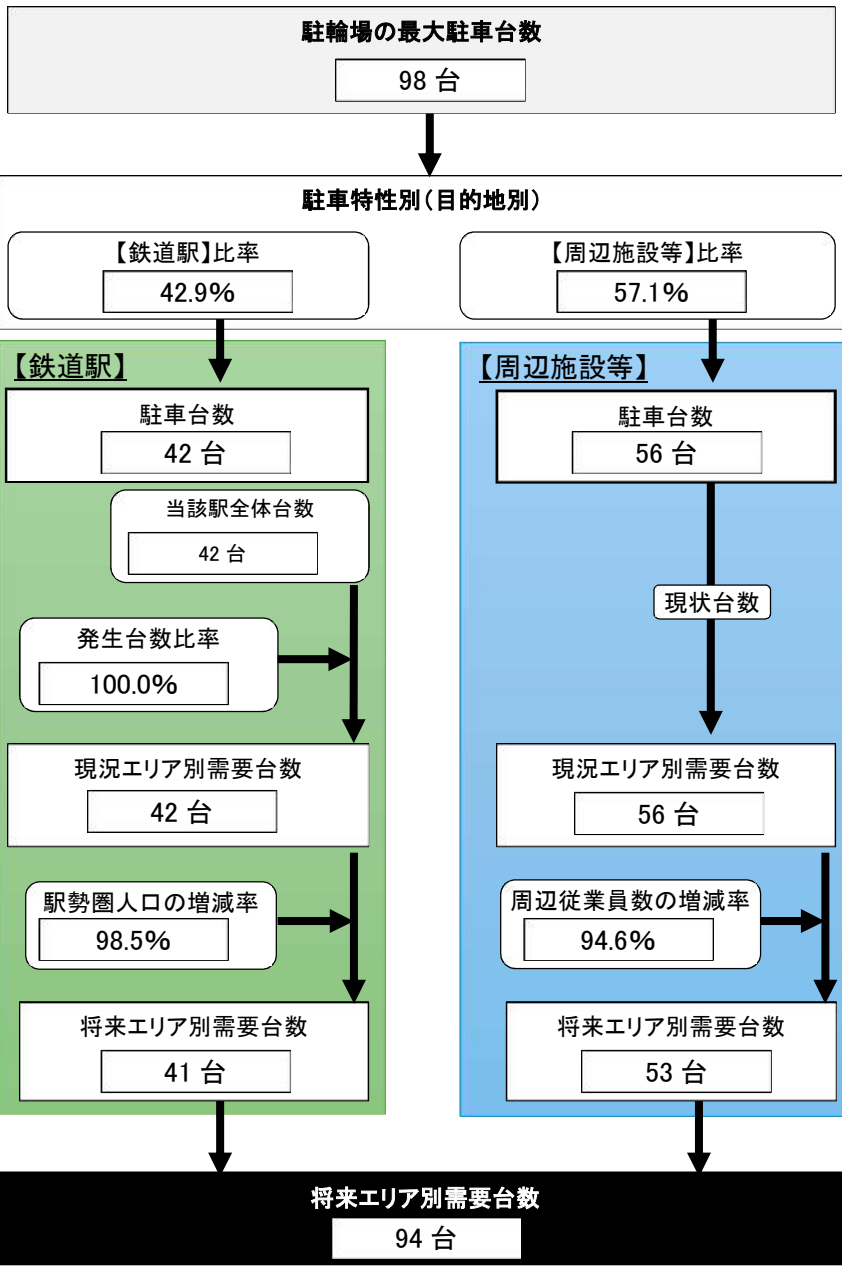 駐輪場の最大駐車台数
98 台
駐車特性別(目的地別)
【鉄道駅】比率
42.9%
【周辺施設等】比率
57.1%
【鉄道駅】
駐車台数
42 台
当該駅全体台数
42 台
発生台数比率
100.0%
現況エリア別需要台数
42 台
駅勢圏人口の増減率
98.5%
将来エリア別需要台数
41 台
【周辺施設等】
駐車台数
56 台
現状台数
現況エリア別需要台数
56 台
周辺従業員数の増減率
94.6%
将来エリア別需要台数
53 台
将来エリア別需要台数
94 台